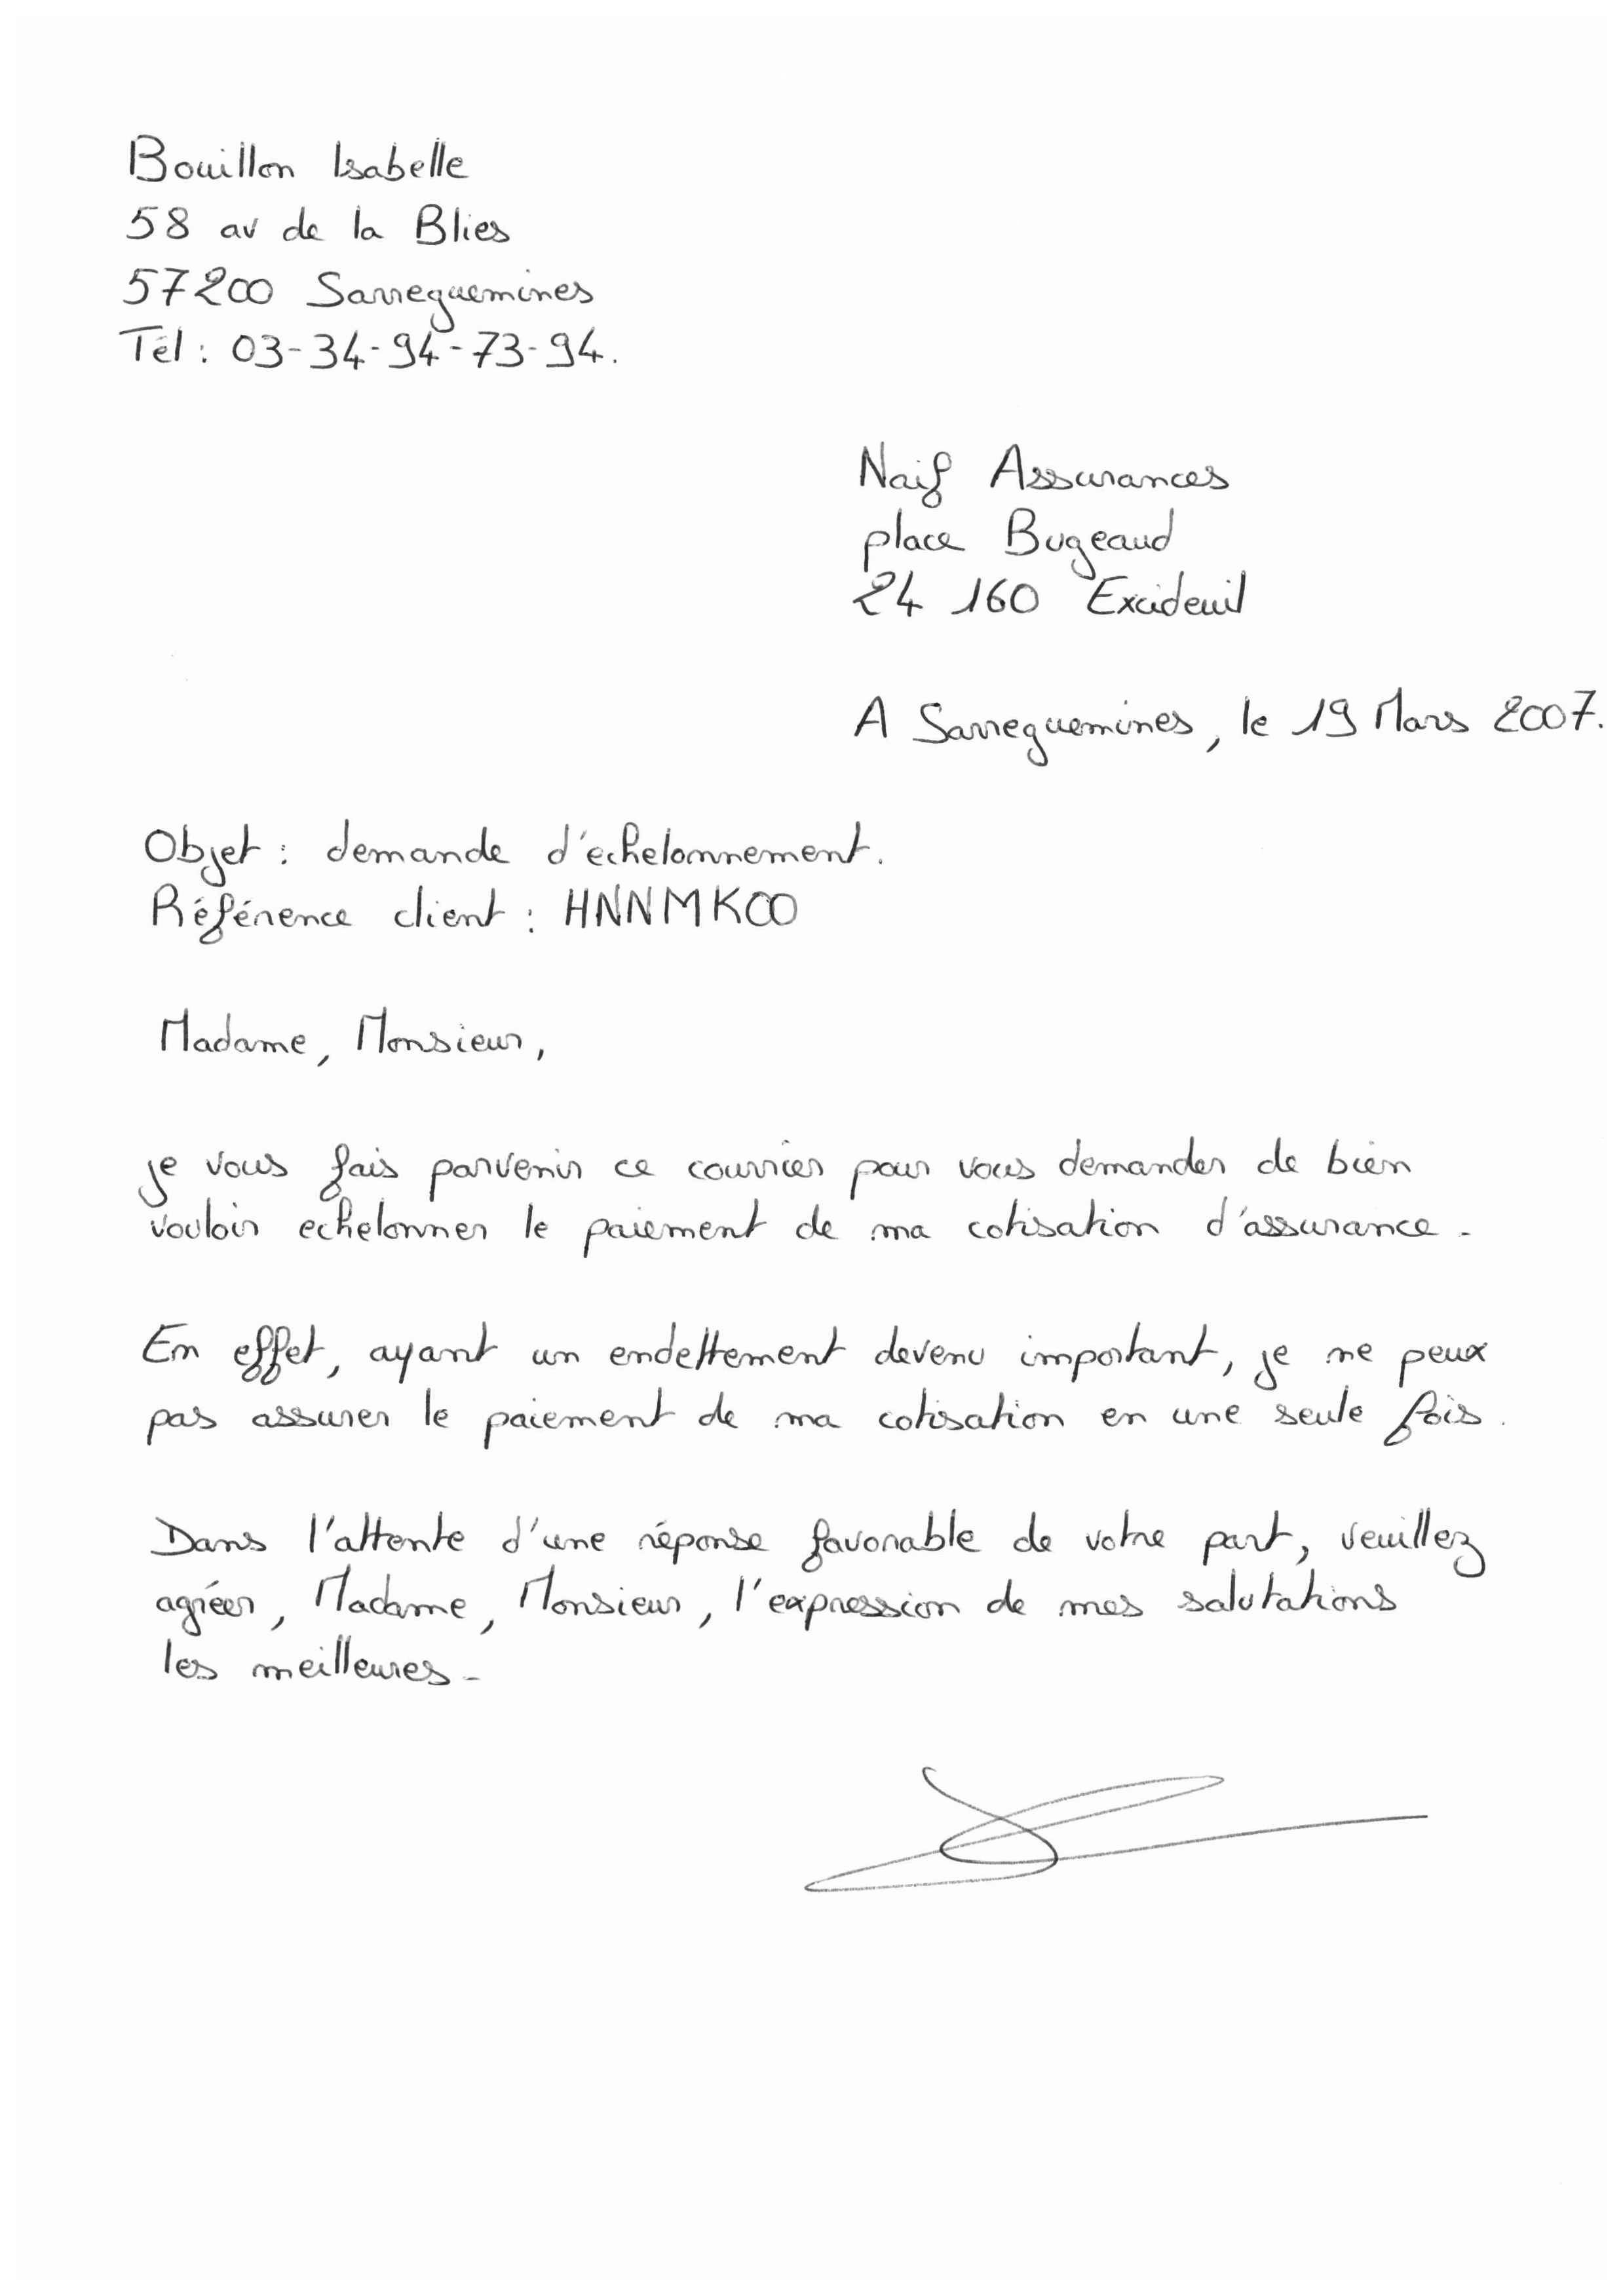 Bouillon Isabelle
58 av de la Blies
57200 Sarreguemines
Tél : 03-34-94-73-94.
Naif Assurances
place Bugeaud
24 160 Excideuil
A Sarreguemines, le 19 Mars 2007.
Objet : demande d'échelonnement.
Référence client : HNNMK00
Madame, Monsieur,
je vous fais parvenir ce courrier pour vous demander de bien
vouloir echelonner le paiement de ma cotisation d'assurance.
En effet, ayant un endettement devenu important, je ne peux
pas assurer le paiement de ma cotisation en une seule fois.
Dans l'attente d'une réponse favorable de votre part, veuillez
agréer, Madame, Monsieur, l'expression de mes salutations
les meilleures.